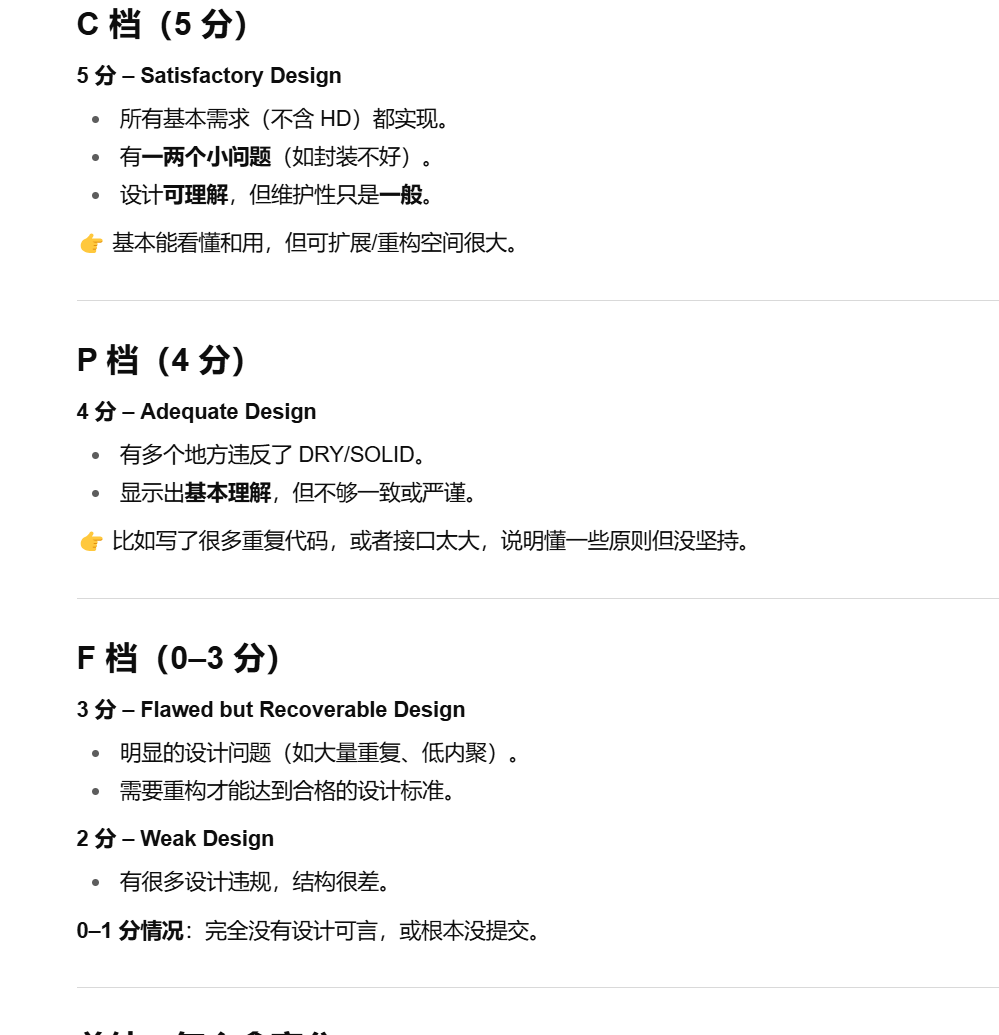 C 档（5 分）
5 分 – Satisfactory Design
所有基本需求（不含 HD）都实现。
有一两个小问题（如封装不好）。
设计可理解，但维护性只是一般。
👉 基本能看懂和用，但可扩展/重构空间很大。
P 档（4 分）
4 分 – Adequate Design
有多个地方违反了 DRY/SOLID。
显示出基本理解，但不够一致或严谨。
👉 比如写了很多重复代码，或者接口太大，说明懂一些原则但没坚持。
F 档（0–3 分）
3 分 – Flawed but Recoverable Design
明显的设计问题（如大量重复、低内聚）。
需要重构才能达到合格的设计标准。
2 分 – Weak Design
有很多设计违规，结构很差。
0–1 分情况：完全没有设计可言，或根本没提交。